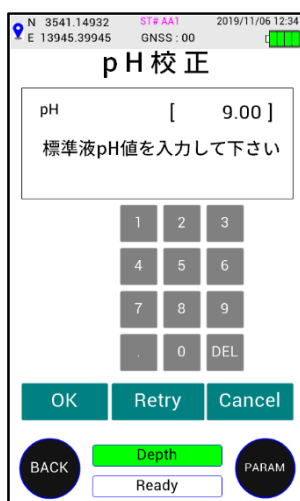 N 3541.14932 ST# AA1 2019/11/06 12:34
E 13945.39945 GNSS : 00
pH校正
pH [ 9.00 ]
標準液pH値を入力して下さい
1 2 3
4 5 6
7 8 9
. 0 DEL
OK Retry Cancel
BACK Depth PARAM
Ready